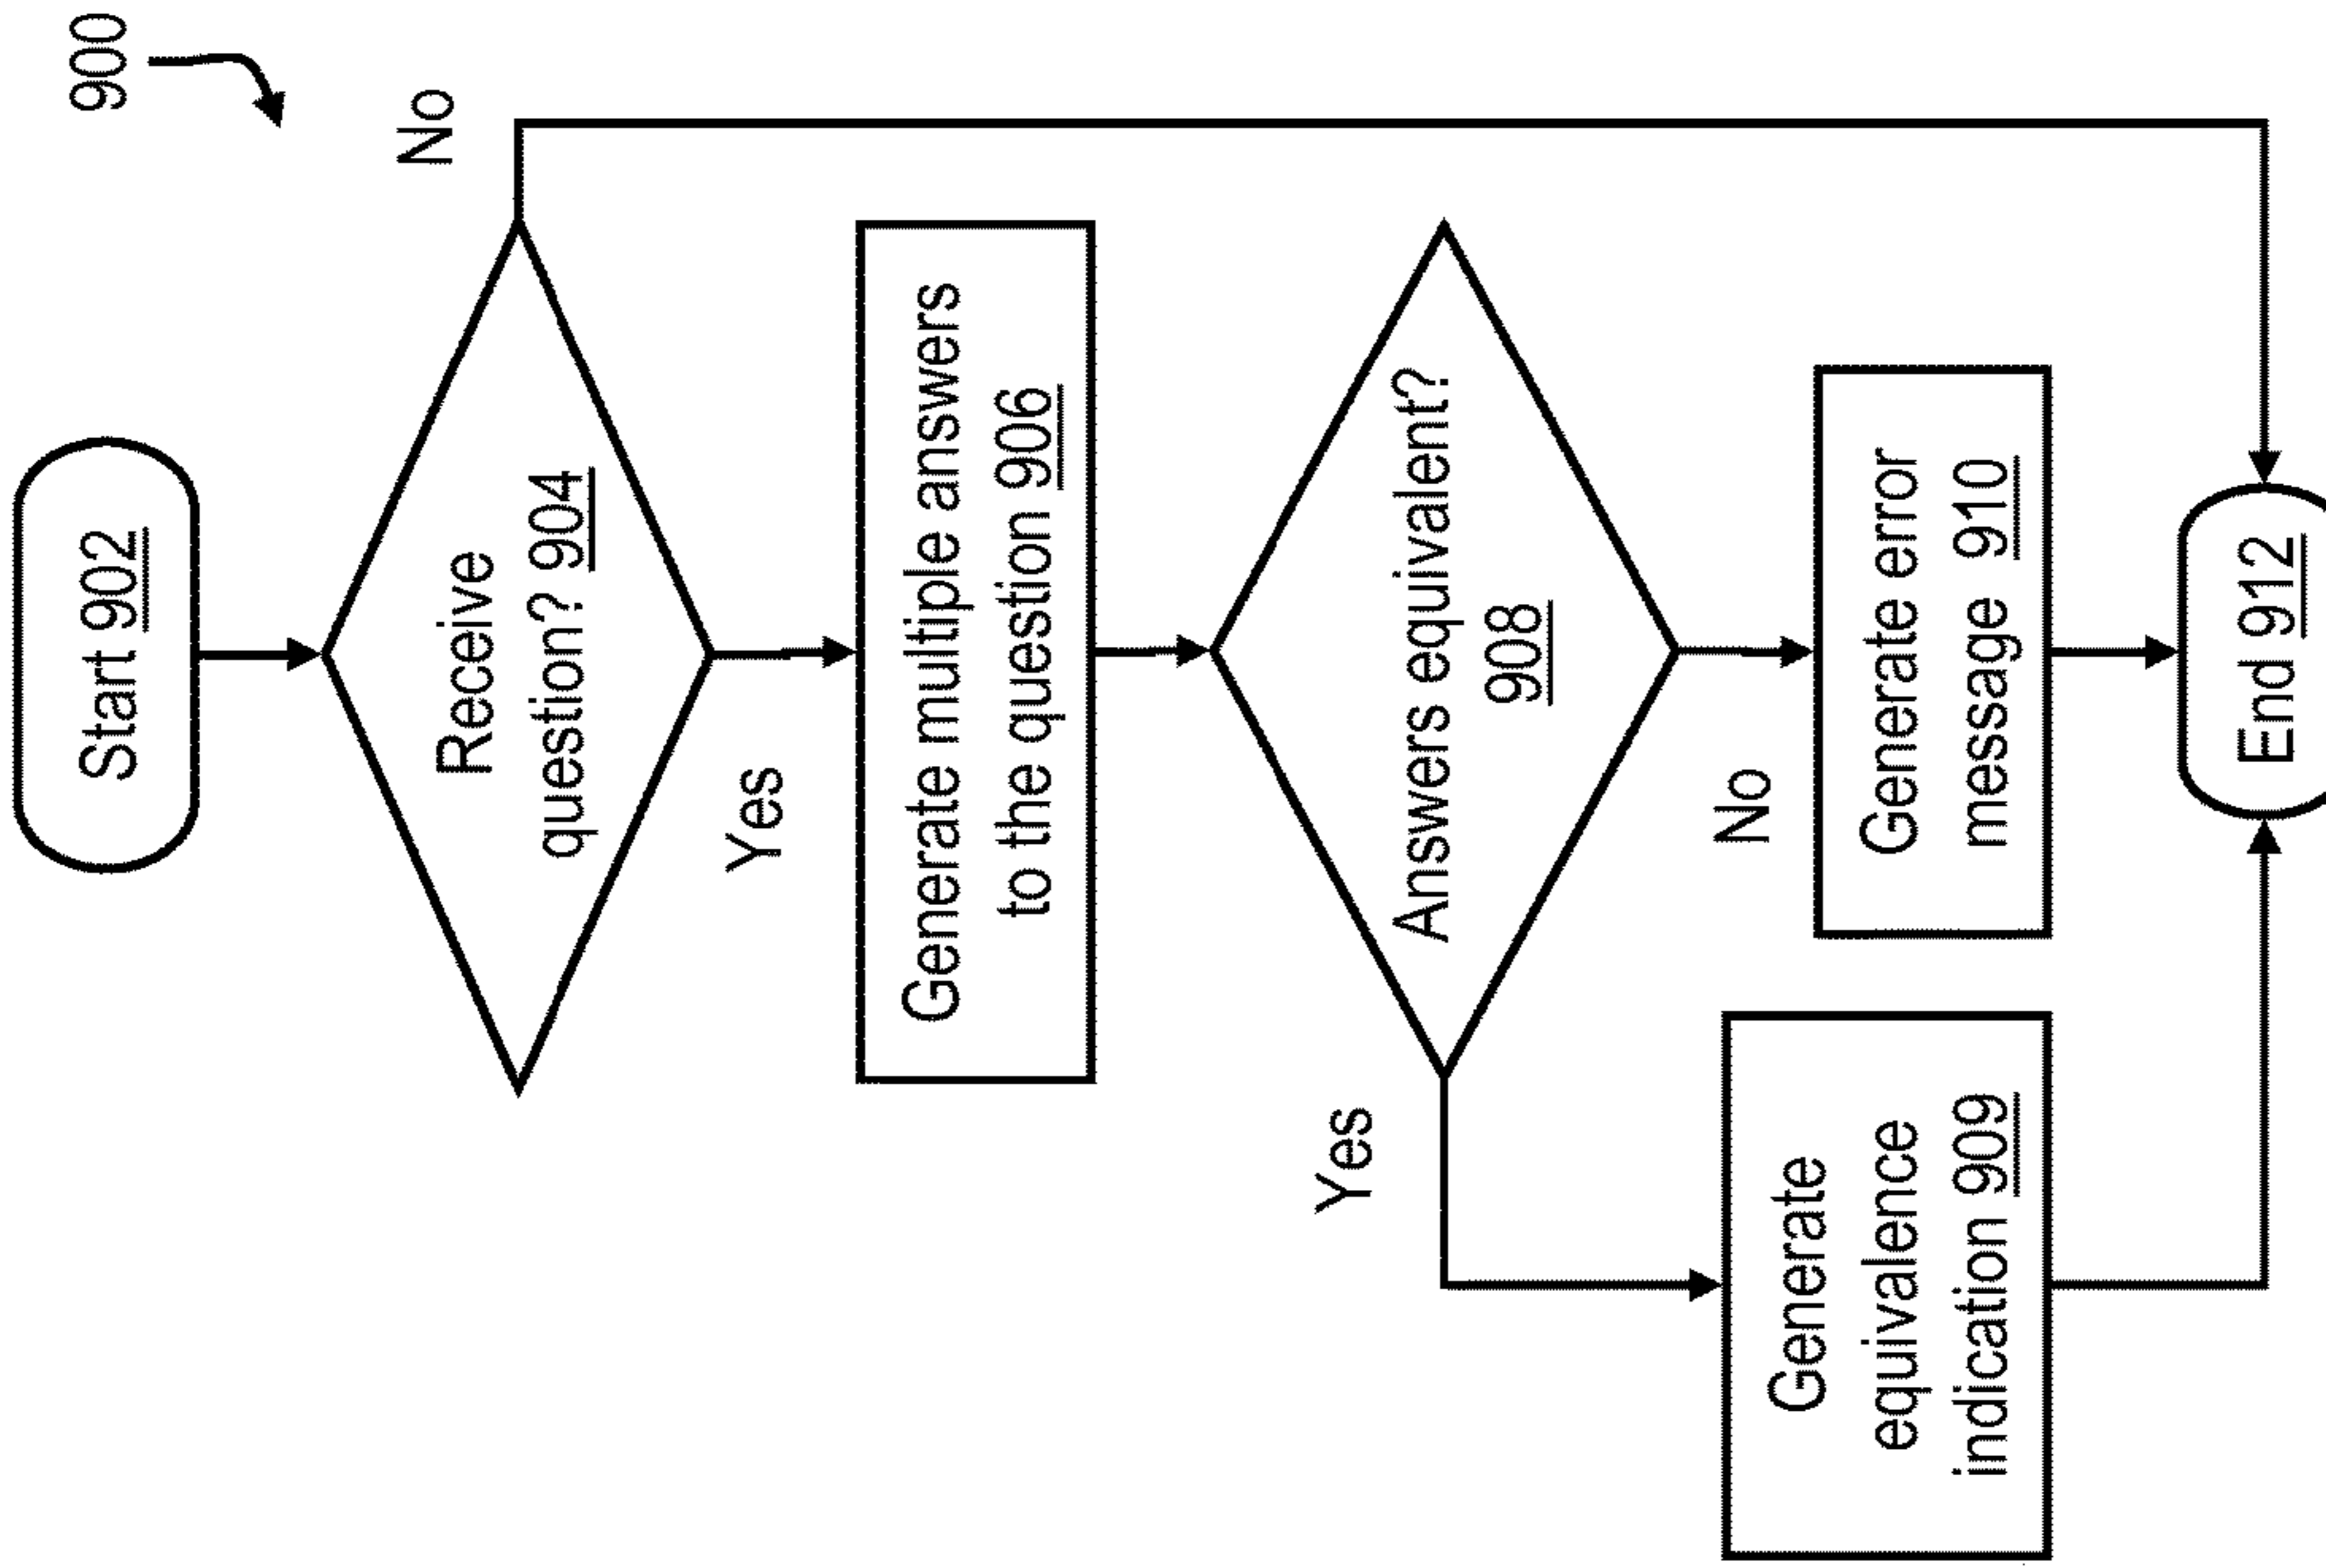 900
Start 902
Receive
question? 904
No
Yes
Generate multiple answers
to the question 906
Answers equivalent?
908
Yes
No
Generate
equivalence
indication 909
Generate error
message 910
End 912